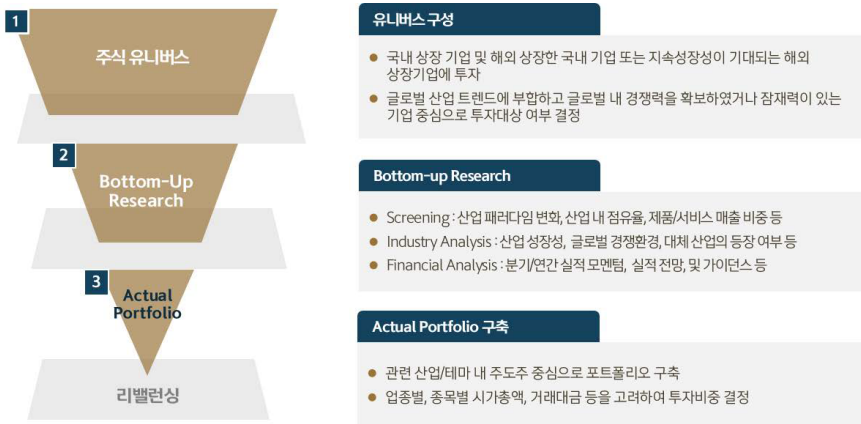 1
주식 유니버스
2
Bottom-Up
Research
3
Actual
Portfolio
리밸런싱
유니버스 구성
● 국내 상장 기업 및 해외 상장한 국내 기업 또는 지속성장성이 기대되는 해외
상장기업에 투자
● 글로벌 산업 트렌드에 부합하고 글로벌 내 경쟁력을 확보하였거나 잠재력이 있는
기업 중심으로 투자대상 여부 결정
Bottom-up Research
● Screening : 산업 패러다임 변화, 산업 내 점유율, 제품/서비스 매출 비중 등
● Industry Analysis : 산업 성장성, 글로벌 경쟁환경, 대체 산업의 등장 여부 등
● Financial Analysis : 분기/연간 실적 모멘텀, 실적 전망, 및 가이던스 등
Actual Portfolio 구축
● 관련 산업/테마 내 주도주 중심으로 포트폴리오 구축
● 업종별, 종목별 시가총액, 거래대금 등을 고려하여 투자비중 결정